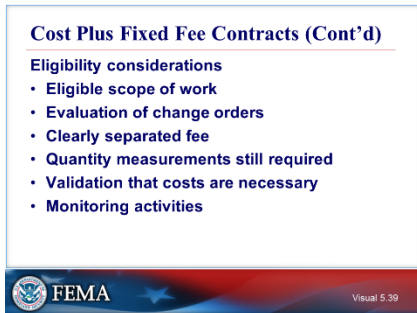 Cost Plus Fixed Fee Contracts (Cont’d)
Eligibility considerations
• Eligible scope of work
• Evaluation of change orders
• Clearly separated fee
• Quantity measurements still required
• Validation that costs are necessary
• Monitoring activities
FEMA
Visual 5.39